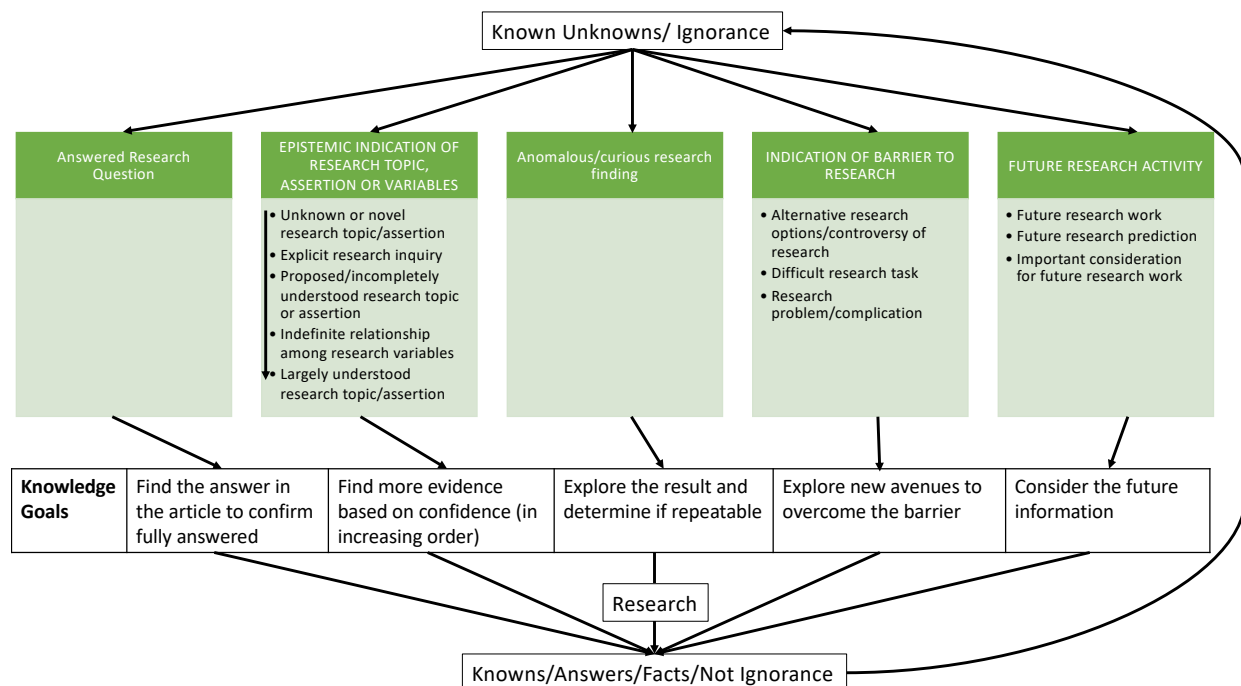 Known Unknowns/ Ignorance
Answered Research
Question
EPISTEMIC INDICATION OF
RESEARCH TOPIC,
ASSERTION OR VARIABLES
• Unknown or novel
research topic/assertion
• Explicit research inquiry
• Proposed/incompletely
understood research topic
or assertion
• Indefinite relationship
among research variables
• Largely understood
research topic/assertion
Anomalous/curious research
finding
INDICATION OF BARRIER TO
RESEARCH
• Alternative research
options/controversy of
research
• Difficult research task
• Research
problem/complication
FUTURE RESEARCH ACTIVITY
• Future research work
• Future research prediction
• Important consideration
for future research work
Knowledge
Goals
Find the answer in
the article to confirm
fully answered
Find more evidence
based on confidence (in
increasing order)
Explore the result and
determine if repeatable
Explore new avenues to
overcome the barrier
Consider the future
information
Research
Knowns/Answers/Facts/Not Ignorance